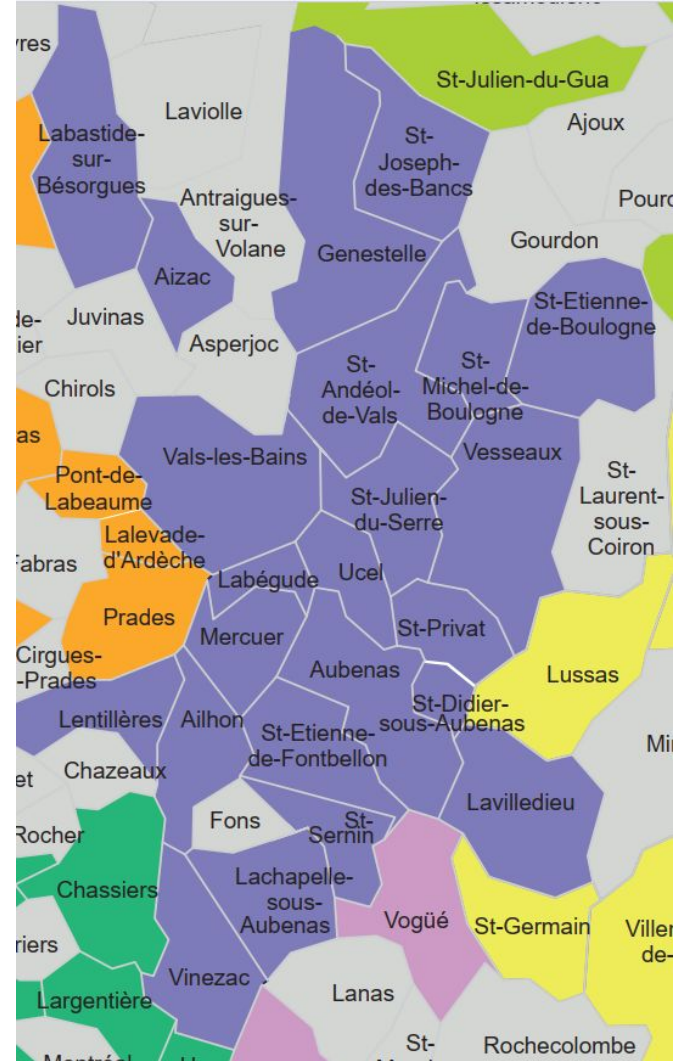 St-Julien-du-Gua
Laviolle
Ajoux
Labastide-
sur-
Bésorgues
St-
Joseph-
des-Bancs
Antraigues-
sur-
Volane
Gourdon
Genestelle
Aizac
St-Etienne-
de-Boulogne
Juvinas
Asperjoc
St-
Andéol-
de-Vals
St-
Michel-de-
Boulogne
Chirols
Vals-les-Bains
Vesseaux
Pont-de-
Labeaume
St-
Laurent-
sous-
Coiron
St-Julien-
du-Serre
Lalevade-
d'Ardèche
Labégude
Ucel
Prades
Mercuer
St-Privat
Cirgues-
-Prades
Aubenas
Lussas
Lentillères
Ailhon
St-Didier-
sous-Aubenas
St-Etienne-
de-Fontbellon
Chazeaux
Lavilledieu
Fons
St-
Sernin
Rocher
Chassiers
Lachapelle-
sous-
Aubenas
Vogüé
St-Germain
Vinezac
Lanas
Largentière
St-
Rochecolombe